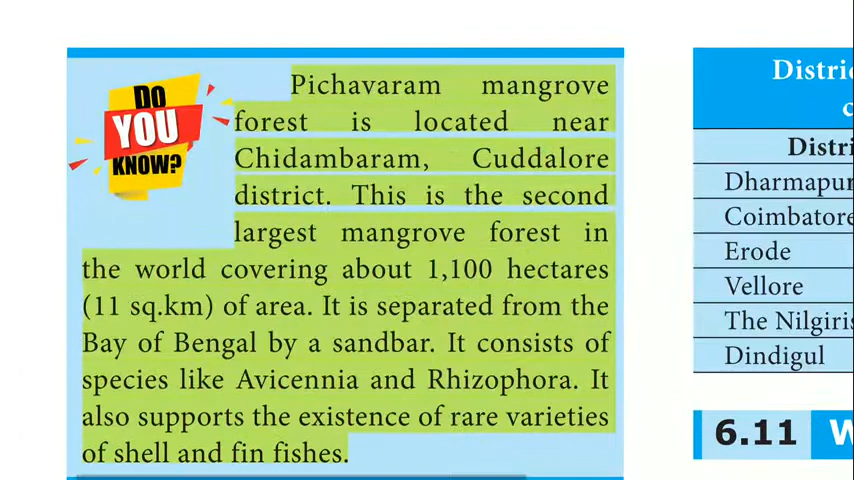 DO
YOU
KNOW?
Pichavaram mangrove
forest is located near
Chidambaram, Cuddalore
district. This is the second
largest mangrove forest in
the world covering about 1,100 hectares
(11 sq.km) of area. It is separated from the
Bay of Bengal by a sandbar. It consists of
species like Avicennia and Rhizophora. It
also supports the existence of rare varieties
of shell and fin fishes.
Coimbatore
Erode
Vellore
The Nilgiris
Dindigul
6.11